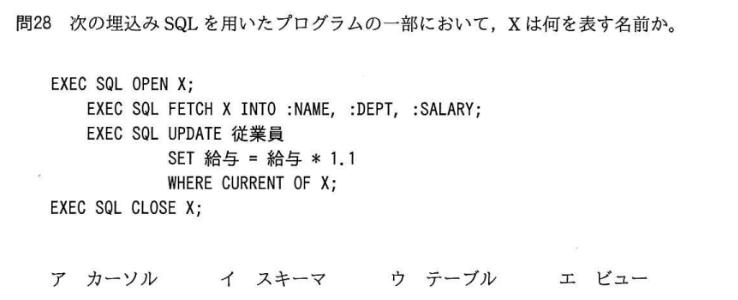 問28 次の埋込み SQL を用いたプログラムの一部において，X は何を表す名前か。
EXEC SQL OPEN X;
EXEC SQL FETCH X INTO :NAME, :DEPT, :SALARY;
EXEC SQL UPDATE 従業員
SET 給与 = 給与 * 1.1
WHERE CURRENT OF X;
EXEC SQL CLOSE X;
ア カーソル イ スキーマ ウ テーブル エ ビュー